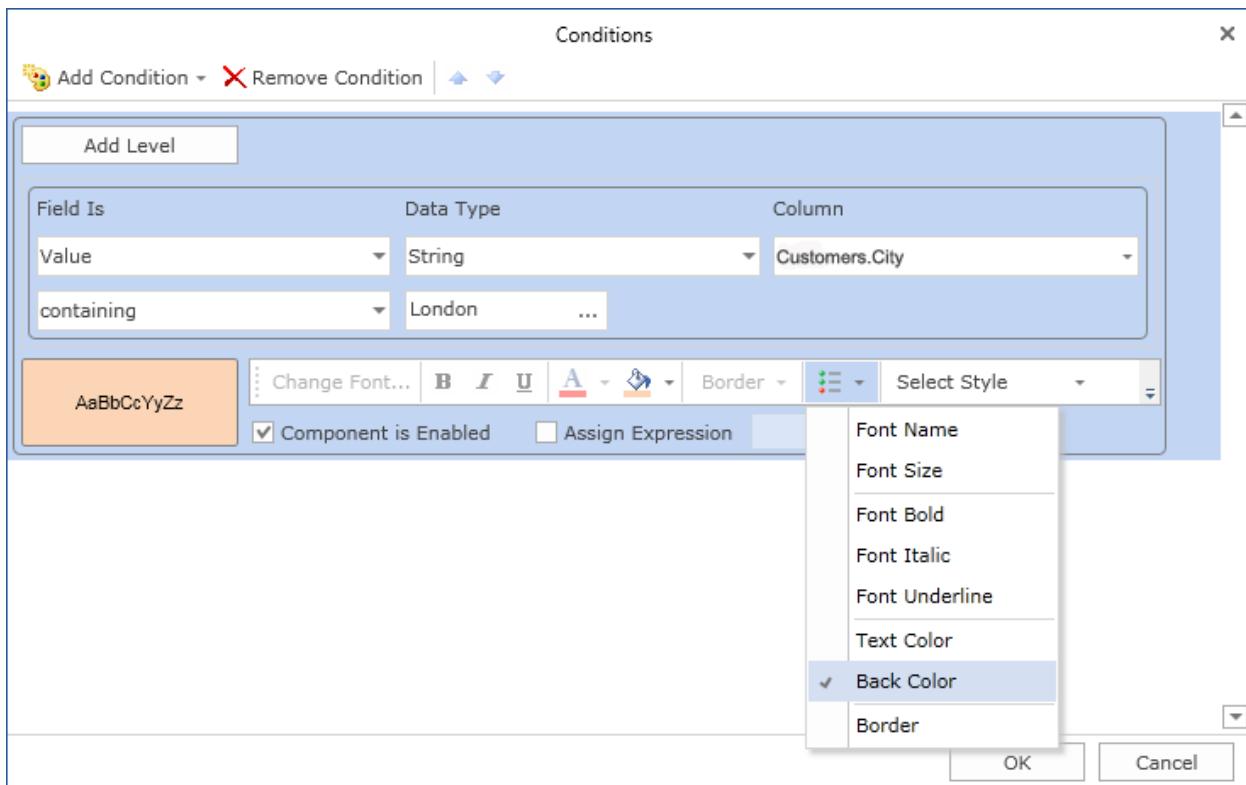 Conditions
Add Condition Remove Condition
Add Level
Field Is Data Type Column
Value String Customers.City
containing London ...
AaBbCcYyZz Change Font... B I U A Border Select Style
Component is Enabled Assign Expression
Font Name
Font Size
Font Bold
Font Italic
Font Underline
Text Color
Back Color
Border
OK Cancel